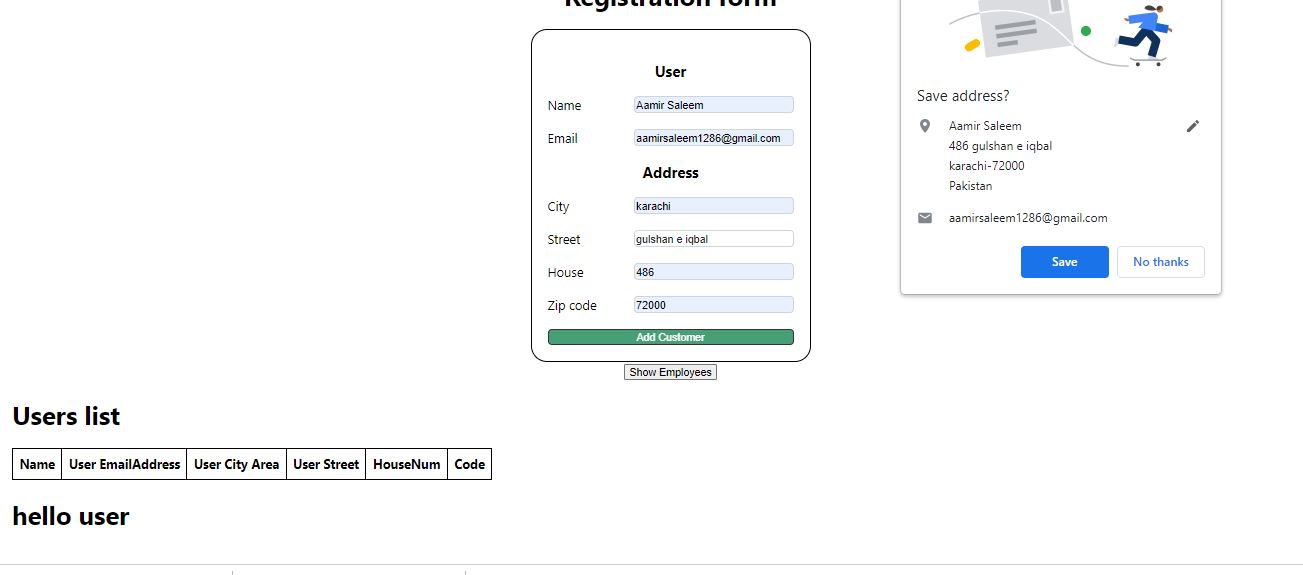 Registration form
User
Name Aamir Saleem
Email aamirsaleem1286@gmail.com
Address
City karachi
Street gulshan e iqbal
House 486
Zip code 72000
Add Customer
Show Employees
Save address?
Aamir Saleem
486 gulshan e iqbal
karachi-72000
Pakistan
aamirsaleem1286@gmail.com
Save No thanks
Users list
Name User EmailAddress User City Area User Street HouseNum Code
hello user